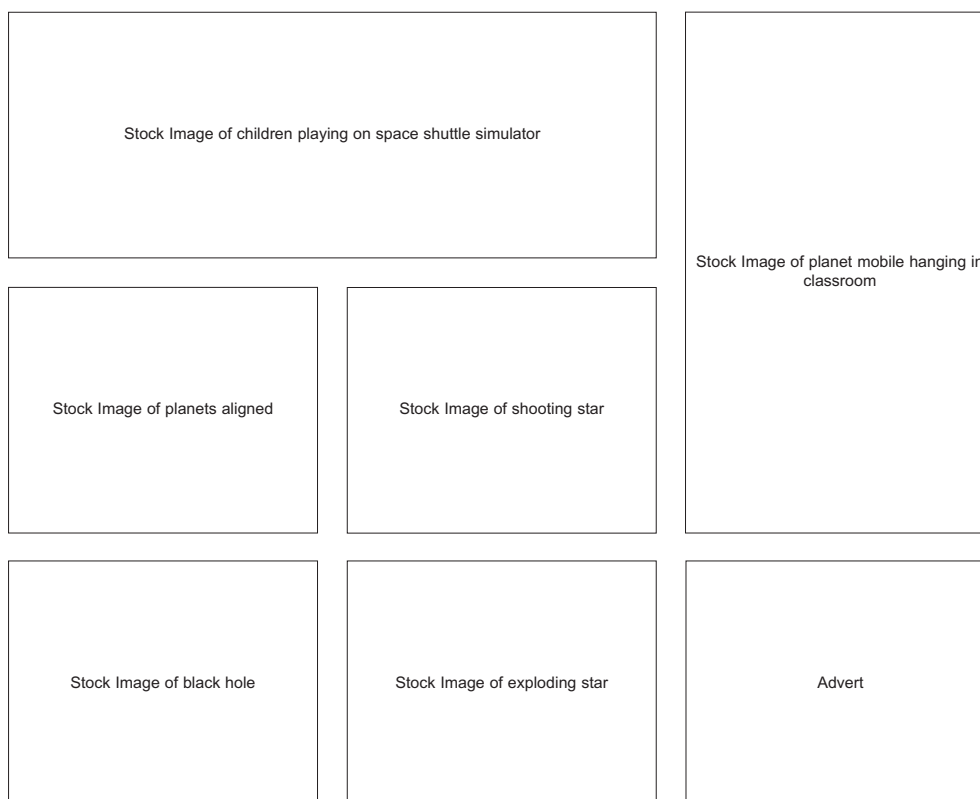 Stock Image of children playing on space shuttle simulator
Stock Image of planet mobile hanging in
classroom
Stock Image of planets aligned
Stock Image of shooting star
Stock Image of black hole
Stock Image of exploding star
Advert